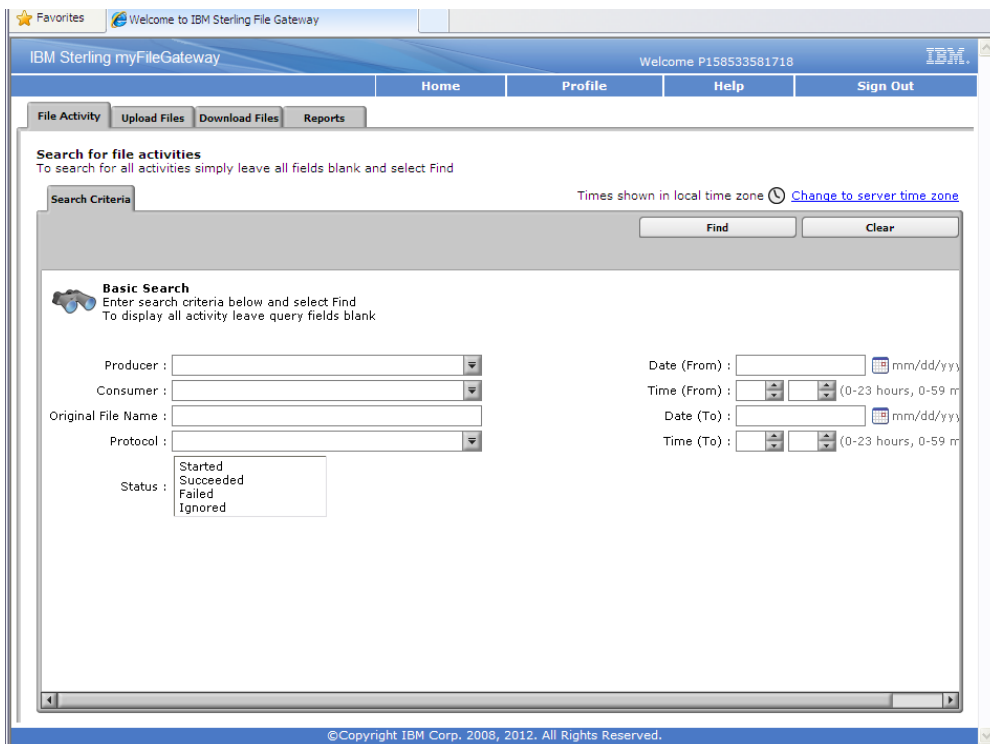 Favorites Welcome to IBM Sterling File Gateway
IBM Sterling myFileGateway Welcome P158533581718 IBM.
Home Profile Help Sign Out
File Activity Upload Files Download Files Reports
Search for file activities
To search for all activities simply leave all fields blank and select Find
Search Criteria Times shown in local time zone Change to server time zone
Find Clear
Basic Search
Enter search criteria below and select Find
To display all activity leave query fields blank
Producer : Date (From) : mm/dd/yyy
Consumer : Time (From) : (0-23 hours, 0-59 m
Original File Name : Date (To) : mm/dd/yyy
Protocol : Time (To) : (0-23 hours, 0-59 m
Status :
Started
Succeeded
Failed
Ignored
©Copyright IBM Corp. 2008, 2012. All Rights Reserved.